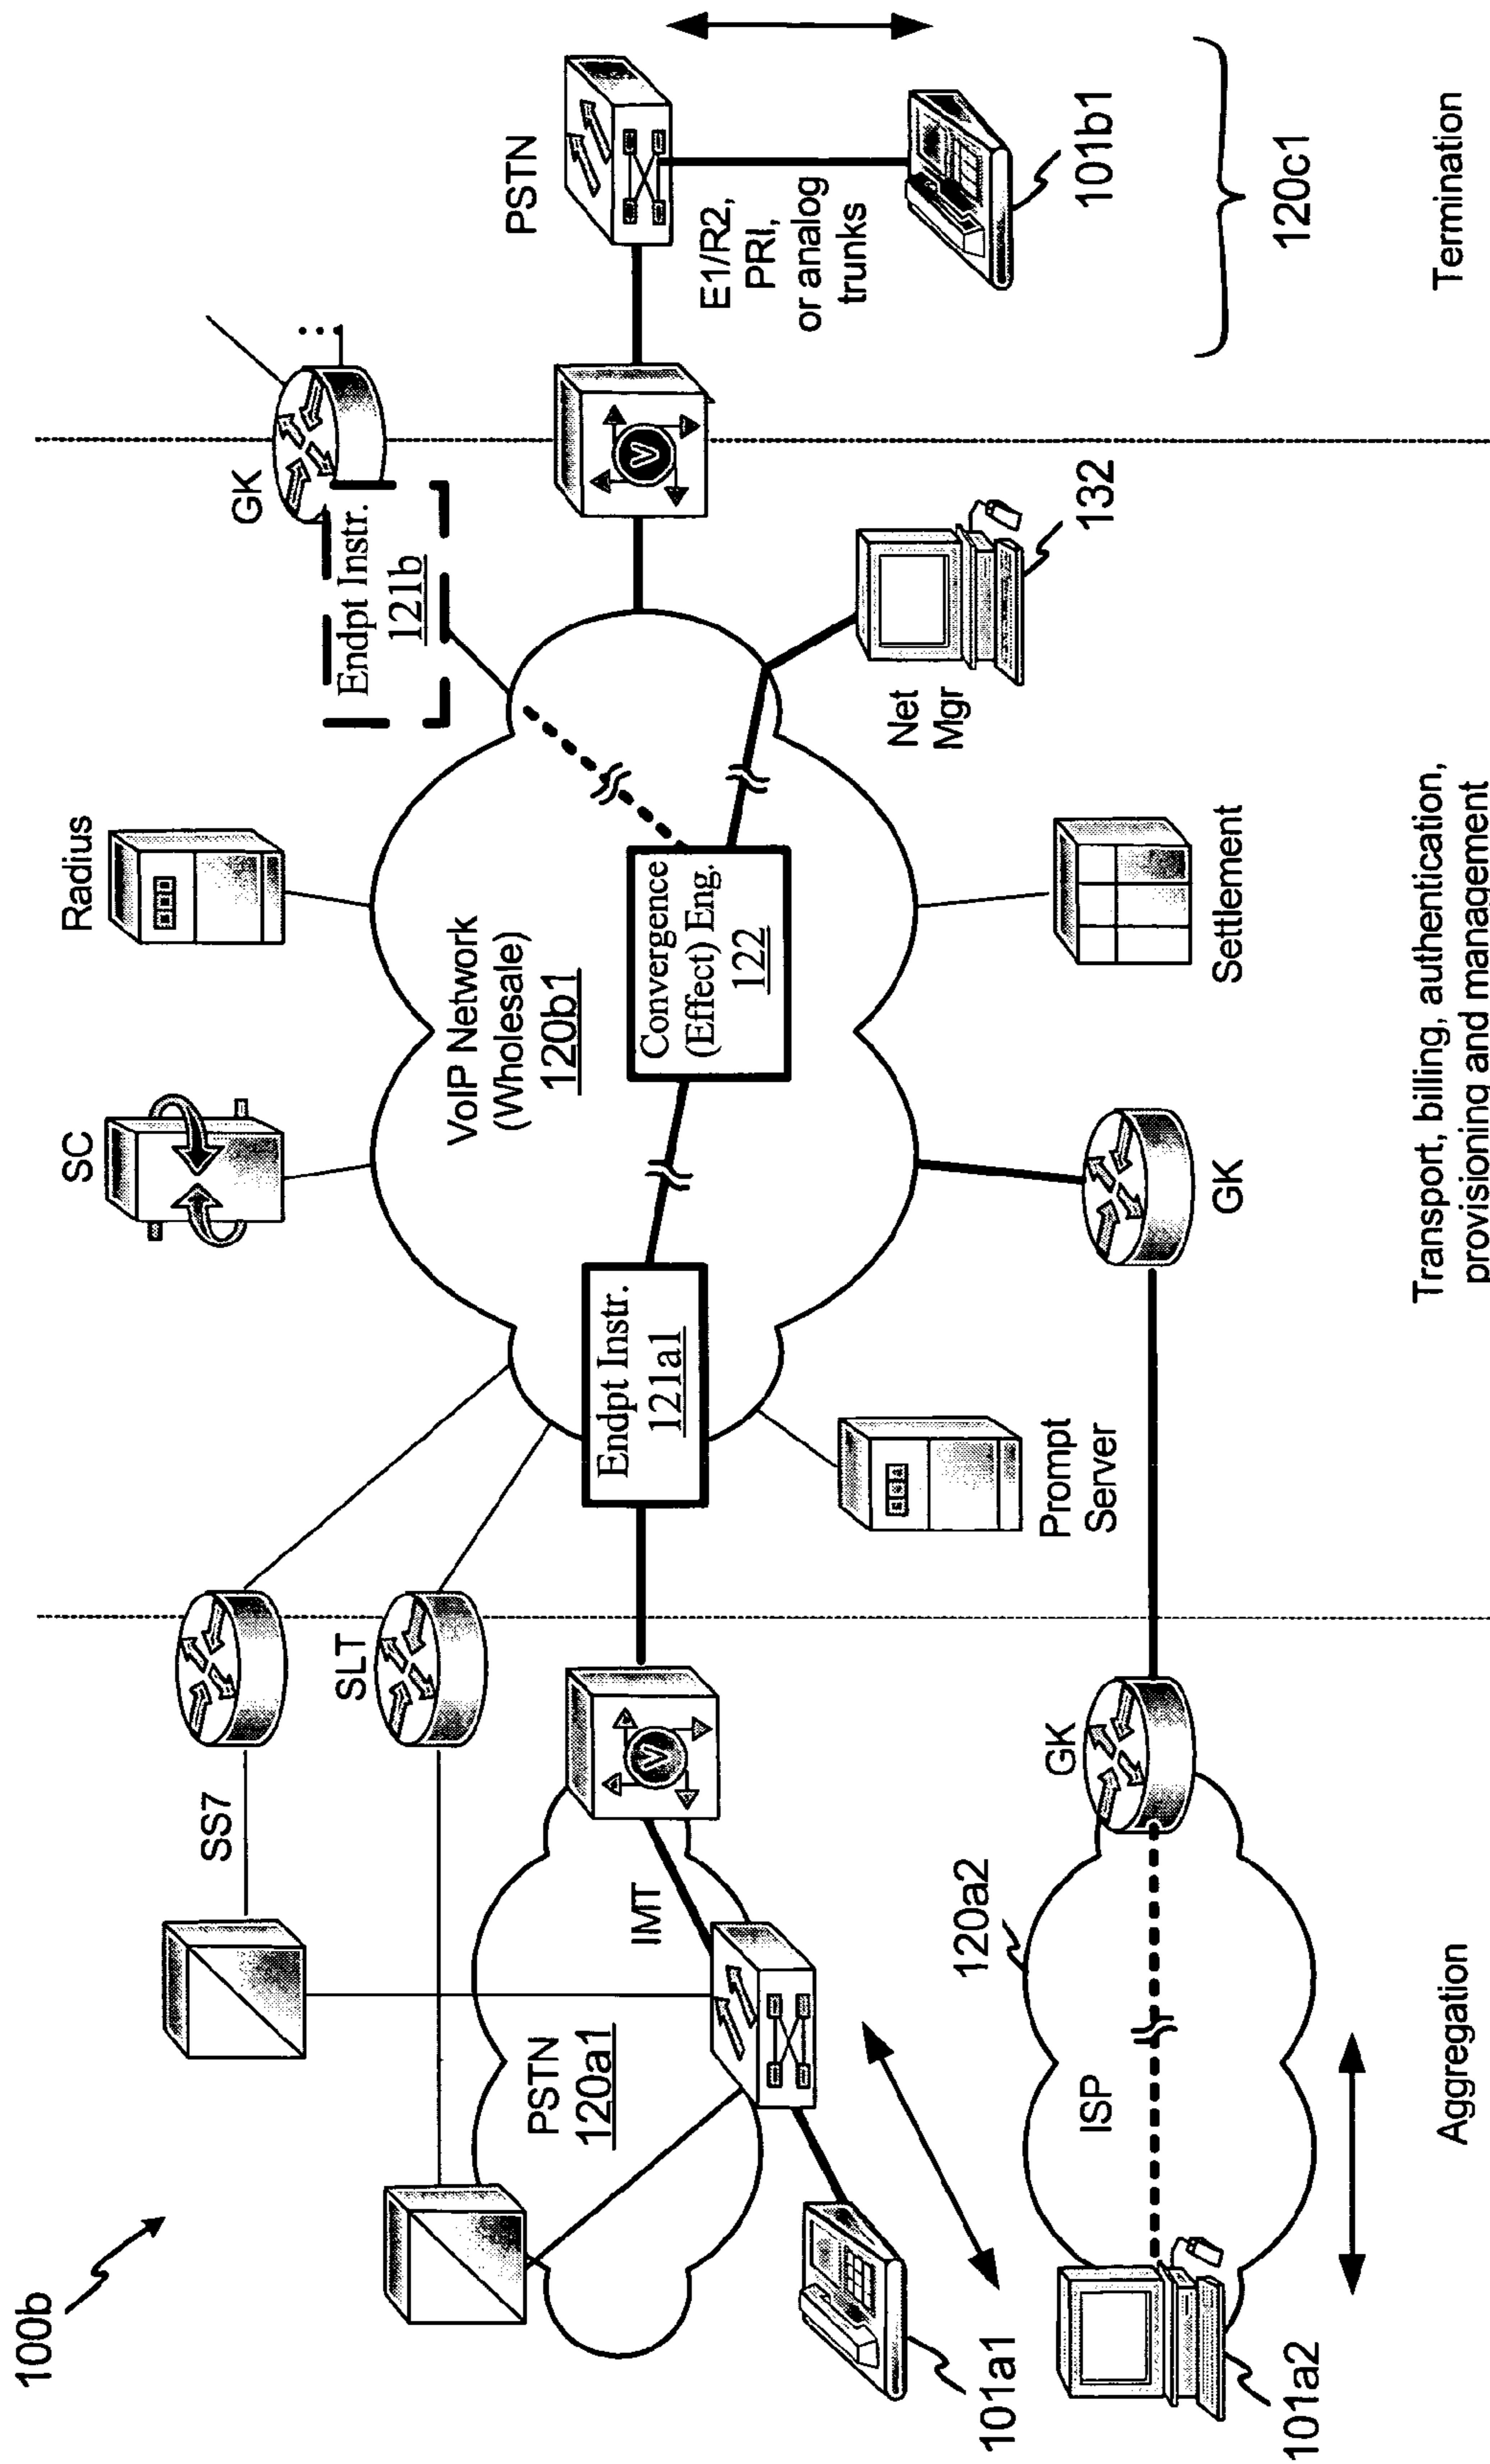 100b
SS7
SLT
PSTN
120a1
IMT
101a1
ISP
120a2
101a2
GK
Aggregation
SC
Radius
VoIP Network
(Wholesale)
120b1
Endpt Instr.
121a1
Convergence
(Effect) Eng.
122
Endpt Instr.
121b
GK
V
V
Prompt
Server
GK
Settlement
Net
Mgr
132
Transport, billing, authentication,
provisioning and management
PSTN
E1/R2,
PRI,
or analog
trunks
101b1
120c1
Termination